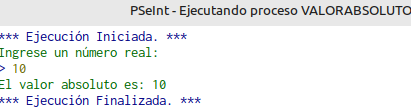 PSeInt - Ejecutando proceso VALORABSOLUTO
*** Ejecución Iniciada. ***
Ingrese un número real:
> 10
El valor absoluto es: 10
*** Ejecución Finalizada. ***